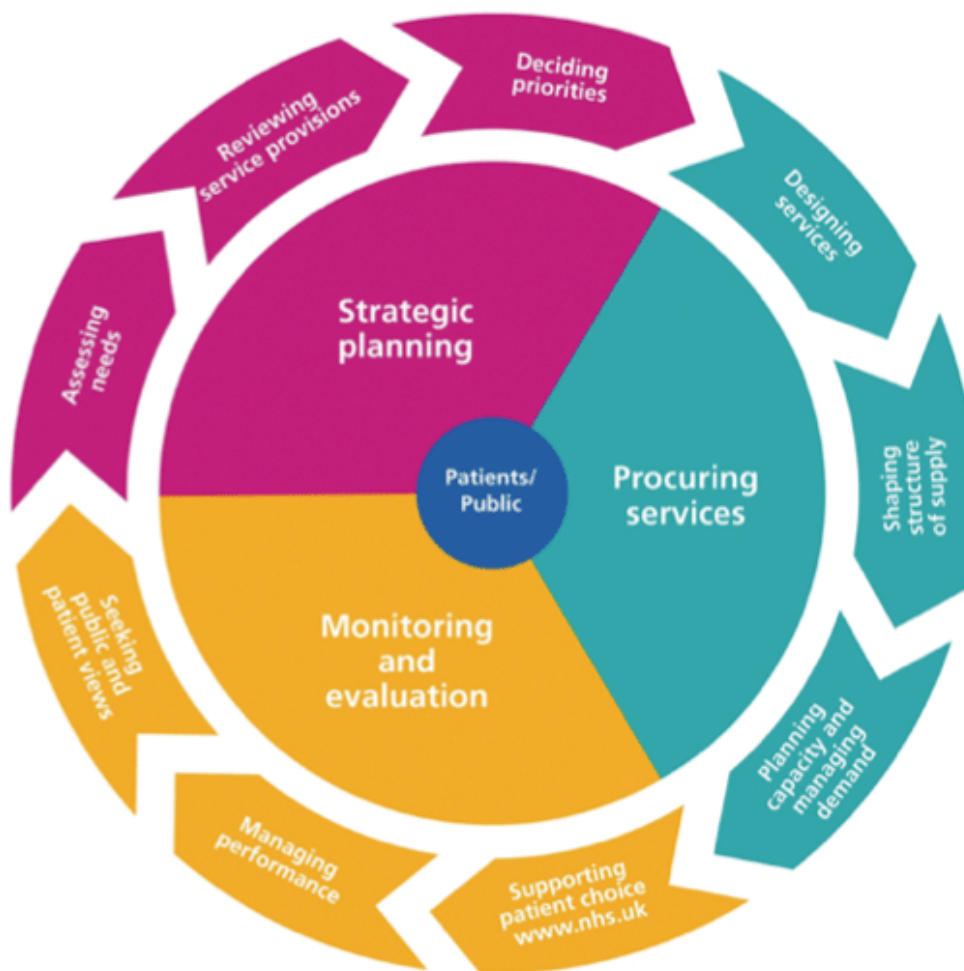 Deciding
priorities
Designing
services
Shaping
structure
of supply
Planning
capacity and
managing
demand
Supporting
patient choice
www.nhs.uk
Managing
performance
Seeking
public and
patient views
Assessing
needs
Reviewing
service provisions
Strategic
planning
Procuring
services
Monitoring
and
evaluation
Patients/
Public